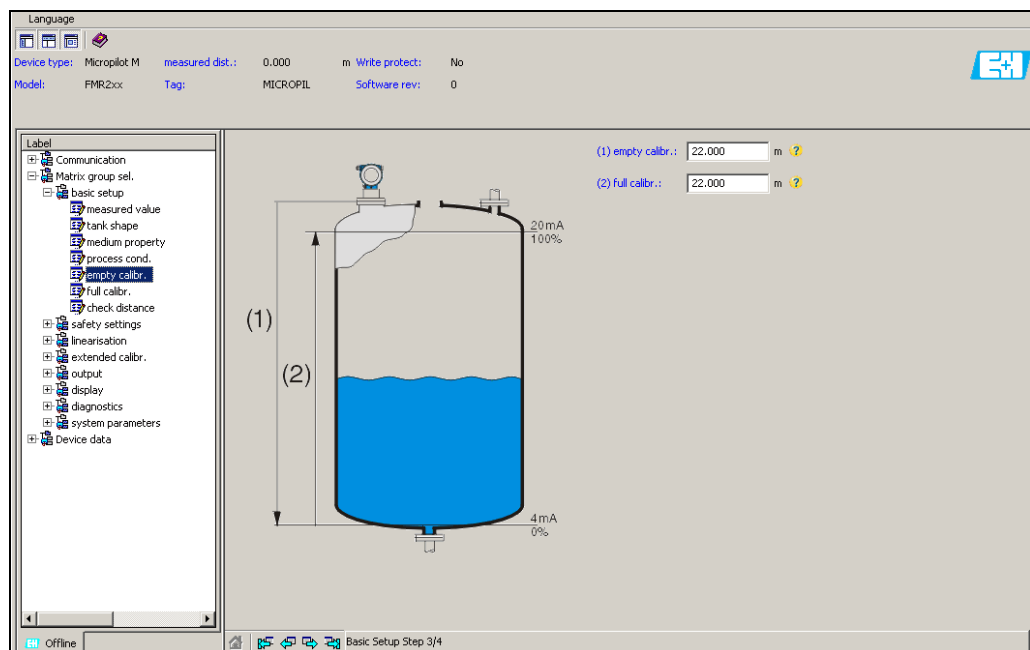 Language
Device type: Micropilot M measured dist.: 0.000 m Write protect: No
Model: FMR2xx Tag: MICROPIL Software rev: 0
E+H
Label
Communication
Matrix group sel.
basic setup
measured value
tank shape
medium property
process cond.
empty calibr.
full calibr.
check distance
safety settings
linearisation
extended calibr.
output
display
diagnostics
system parameters
Device data
(1) empty calibr.: 22.000 m ?
(2) full calibr.: 22.000 m ?
20mA
100%
(1)
(2)
4mA
0%
Offline
Basic Setup Step 3/4